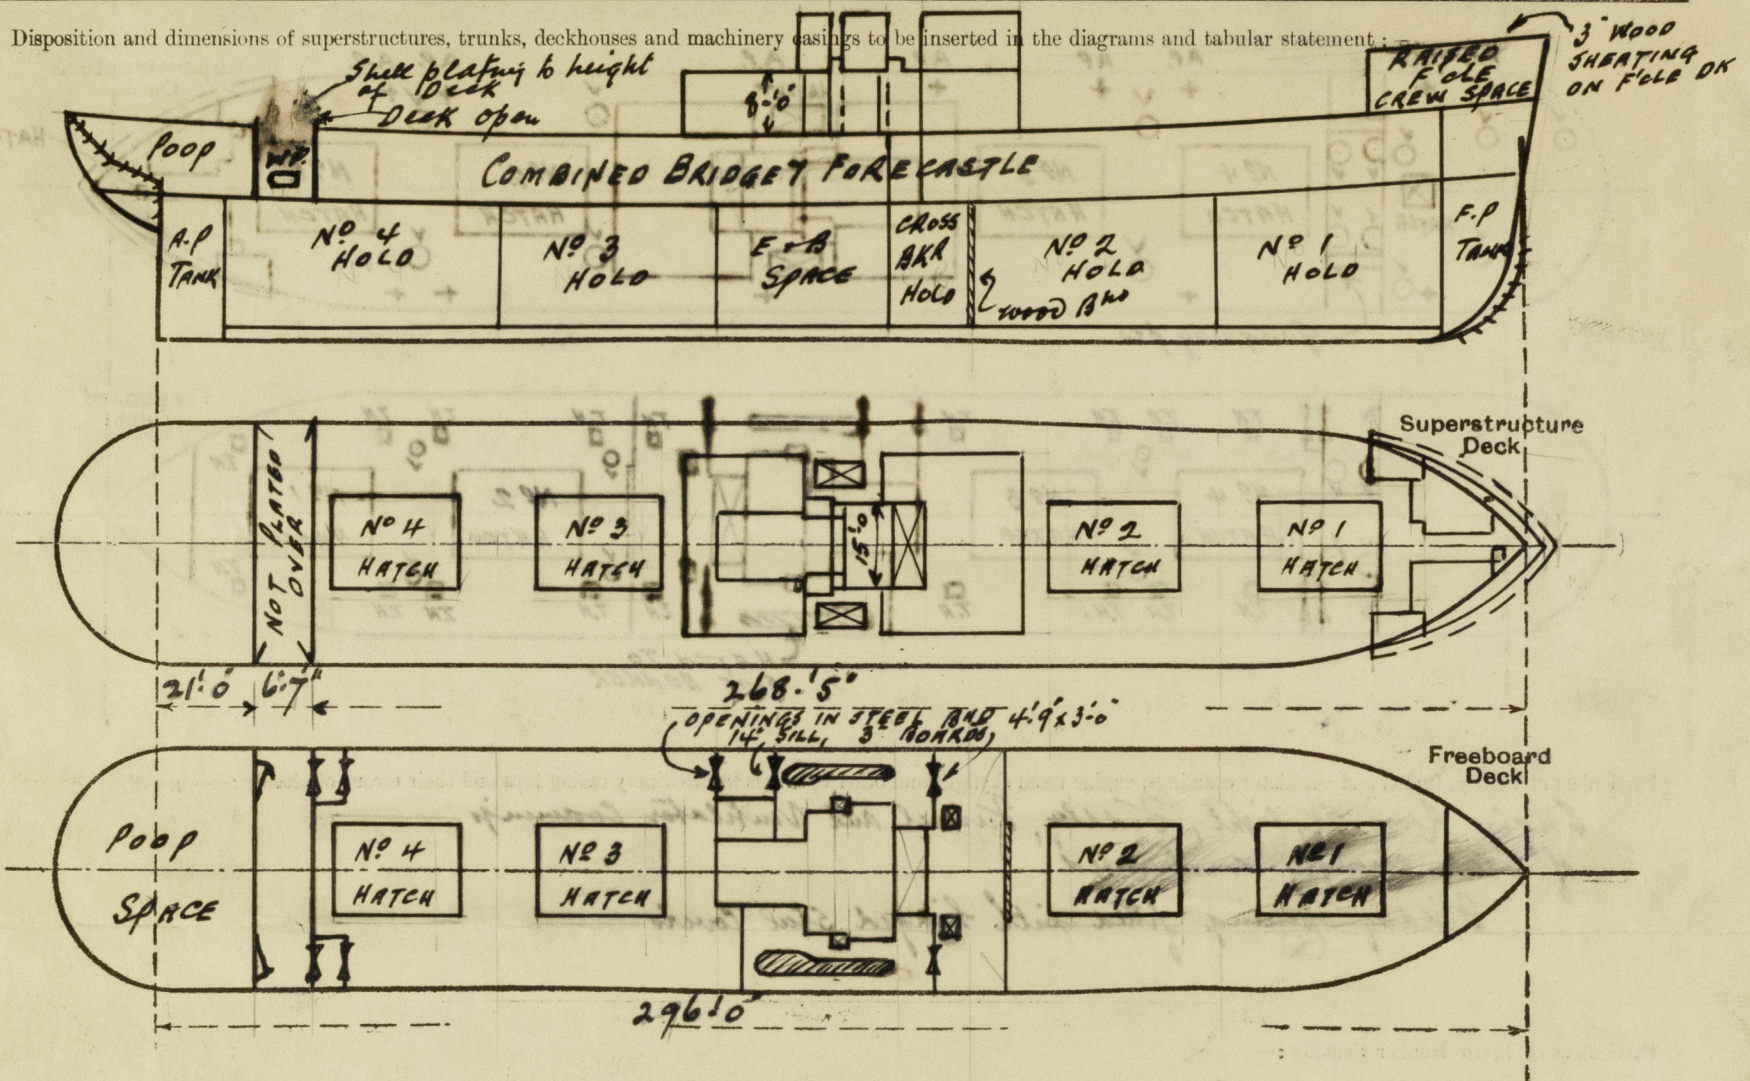 Disposition and dimensions of superstructures, trunks, deckhouses and machinery casings to be inserted in the diagrams and tabular statement :—
3" WOOD
SHEATING
ON F'CLE DK
RAISED
F'CLE
CREW SPACE
Shell plating to height
of Deck
Deck open
8'-0"
POOP
W.P.
COMBINED BRIDGE & FORECASTLE
A.P
TANK
Nº 4
HOLD
Nº 3
HOLD
E & B
SPACE
CROSS
BKR
HOLD
Nº 2
HOLD
wood Bhd
Nº 1
HOLD
F.P
TANK
Superstructure
Deck
NOT PLATED
OVER
Nº 4
HATCH
Nº 3
HATCH
15'.0
Nº 2
HATCH
Nº 1
HATCH
21'.0" 6'.7"
268.'5"
OPENINGS IN STEEL BHD 4'.9" x 3'-0"
14" SILL, 3" BOARDS
Freeboard
Deck
POOP
SPACE
Nº 4
HATCH
Nº 3
HATCH
Nº 2
HATCH
Nº 1
HATCH
296'.0"